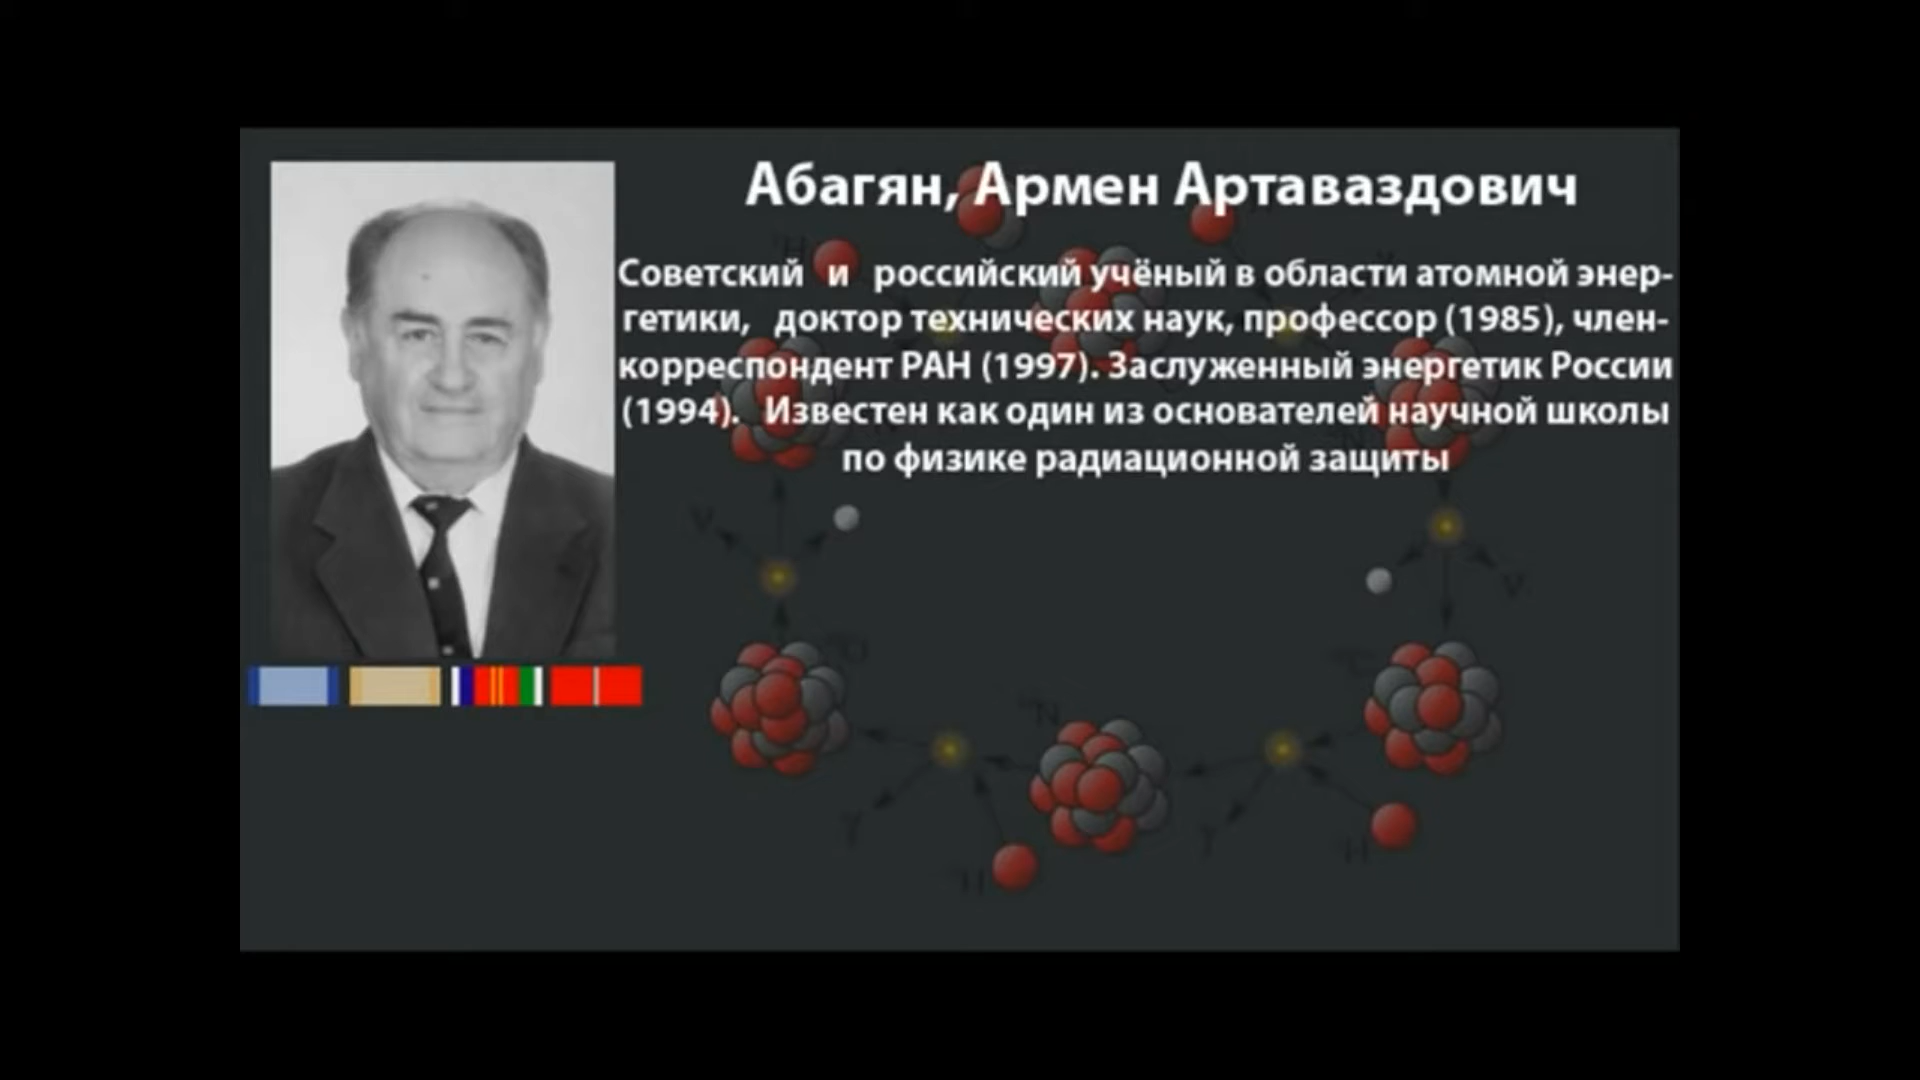 Абагян, Армен Артаваздович
Советский и российский учёный в области атомной энер-
гетики, доктор технических наук, профессор (1985), член-
корреспондент РАН (1997). Заслуженный энергетик России
(1994). Известен как один из основателей научной школы
по физике радиационной защиты